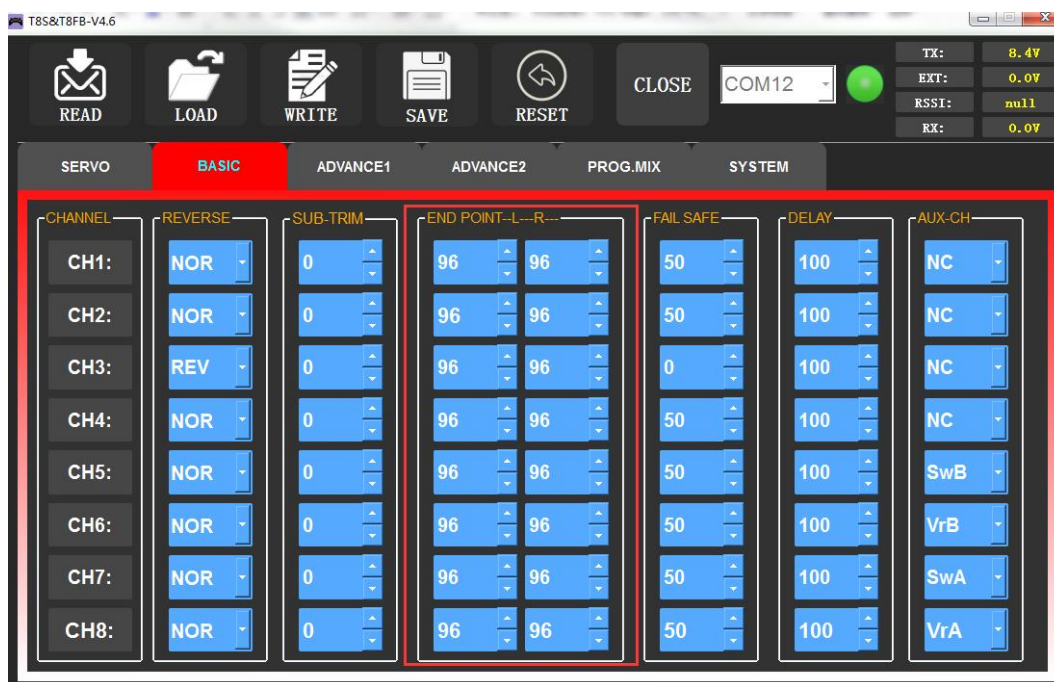 T8S&T8FB-V4.6
READ LOAD WRITE SAVE RESET CLOSE COM12
TX: 8.4V
EXT: 0.0V
RSSI: null
RX: 0.0V
SERVO BASIC ADVANCE1 ADVANCE2 PROG.MIX SYSTEM
CHANNEL REVERSE SUB-TRIM END POINT--L---R--- FAIL SAFE DELAY AUX-CH
CH1: NOR 0 96 96 50 100 NC
CH2: NOR 0 96 96 50 100 NC
CH3: REV 0 96 96 0 100 NC
CH4: NOR 0 96 96 50 100 NC
CH5: NOR 0 96 96 50 100 SwB
CH6: NOR 0 96 96 50 100 VrB
CH7: NOR 0 96 96 50 100 SwA
CH8: NOR 0 96 96 50 100 VrA